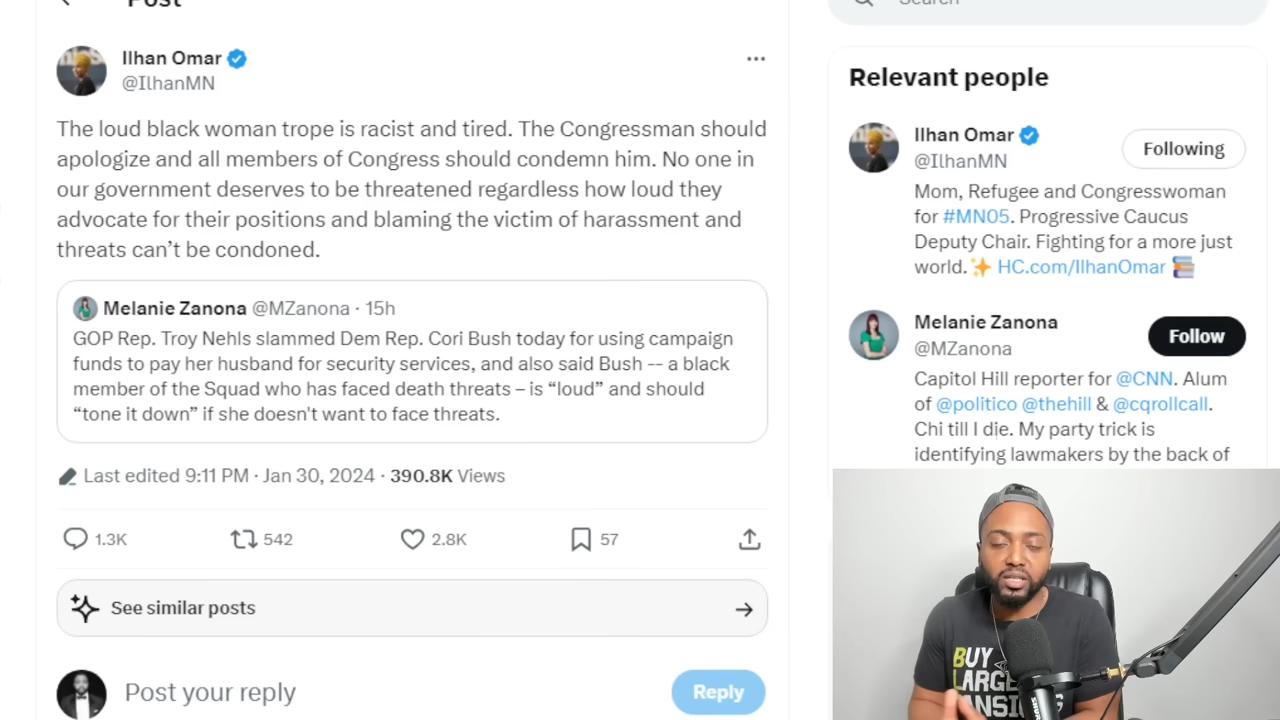 Post
Search
Ilhan Omar
@IlhanMN
The loud black woman trope is racist and tired. The Congressman should
apologize and all members of Congress should condemn him. No one in
our government deserves to be threatened regardless how loud they
advocate for their positions and blaming the victim of harassment and
threats can’t be condoned.
Melanie Zanona @MZanona · 15h
GOP Rep. Troy Nehls slammed Dem Rep. Cori Bush today for using campaign
funds to pay her husband for security services, and also said Bush -- a black
member of the Squad who has faced death threats – is “loud” and should
“tone it down” if she doesn't want to face threats.
Last edited 9:11 PM · Jan 30, 2024 · 390.8K Views
1.3K 542 2.8K 57
See similar posts
Post your reply
Reply
Relevant people
Ilhan Omar
@IlhanMN
Following
Mom, Refugee and Congresswoman
for #MN05. Progressive Caucus
Deputy Chair. Fighting for a more just
world.✨ HC.com/IlhanOmar 📚
Melanie Zanona
@MZanona
Follow
Capitol Hill reporter for @CNN. Alum
of @politico @thehill & @cqrollcall.
Chi till I die. My party trick is
identifying lawmakers by the back of
BUY
LARGE